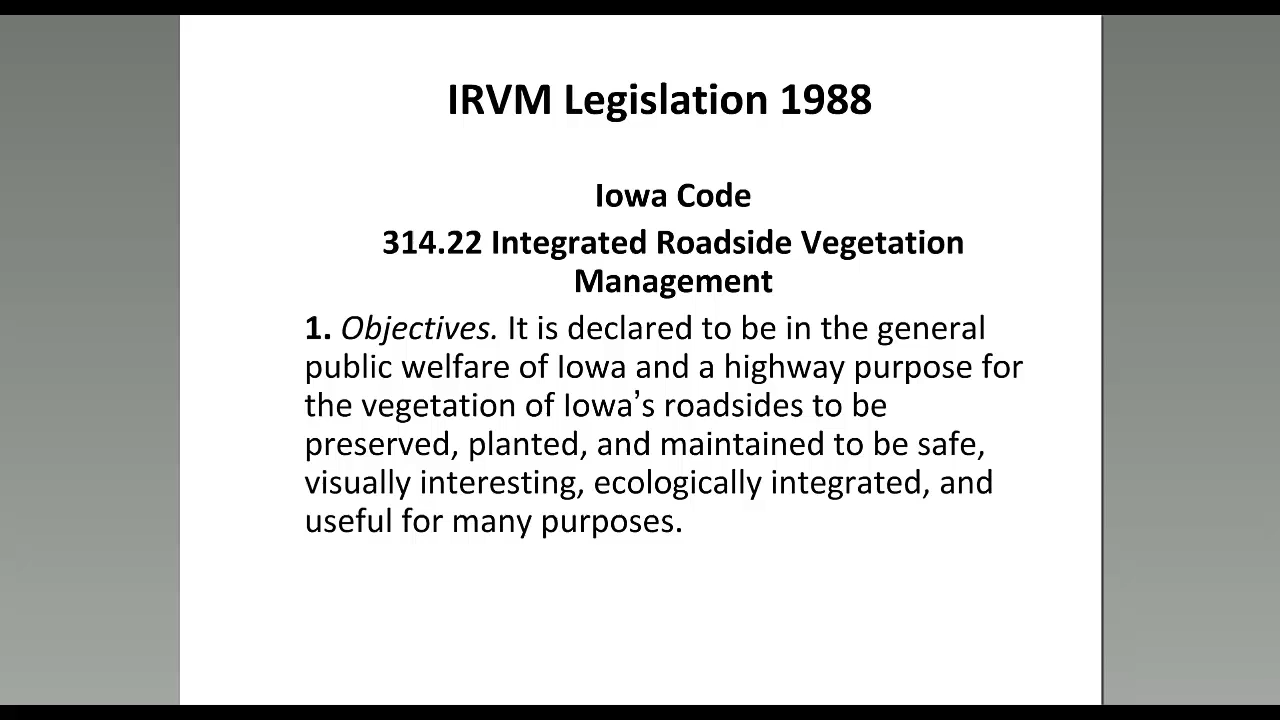 IRVM Legislation 1988
Iowa Code
314.22 Integrated Roadside Vegetation
Management
1. Objectives. It is declared to be in the general
public welfare of Iowa and a highway purpose for
the vegetation of Iowa’s roadsides to be
preserved, planted, and maintained to be safe,
visually interesting, ecologically integrated, and
useful for many purposes.